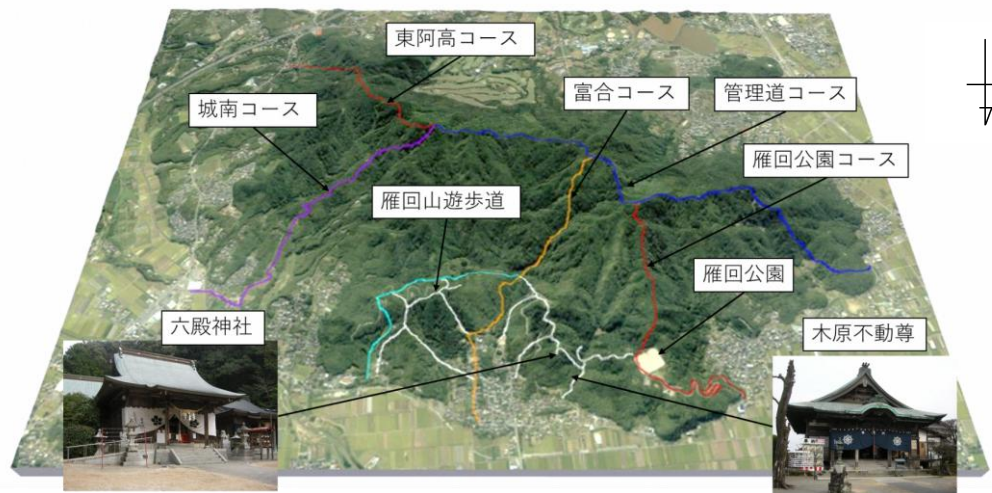 東阿高コース
城南コース
富合コース
管理道コース
雁回公園コース
雁回山遊歩道
雁回公園
六殿神社
木原不動尊